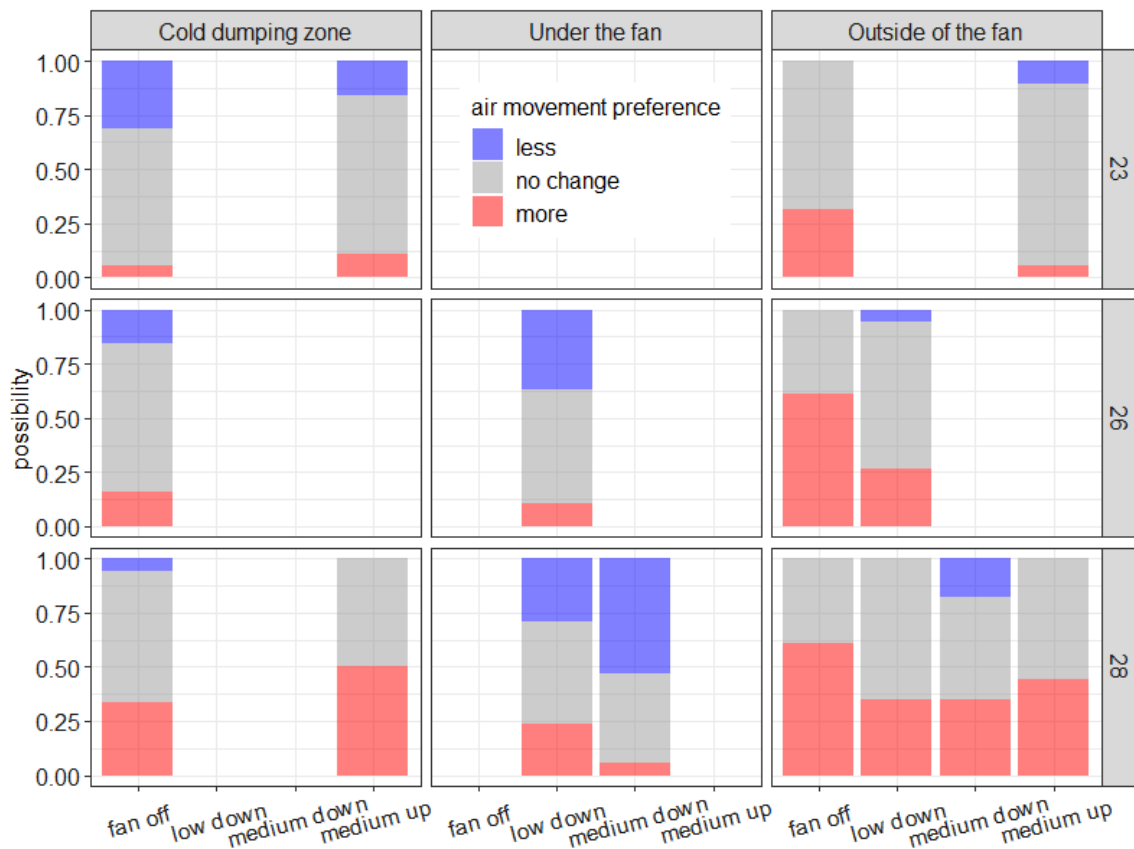 Cold dumping zone
Under the fan
Outside of the fan
1.00
0.75
0.50
0.25
0.00
air movement preference
less
no change
more
23
1.00
0.75
0.50
0.25
0.00
26
possibility
1.00
0.75
0.50
0.25
0.00
28
fan off
low down
medium down
medium up
fan off
low down
medium down
medium up
fan off
low down
medium down
medium up